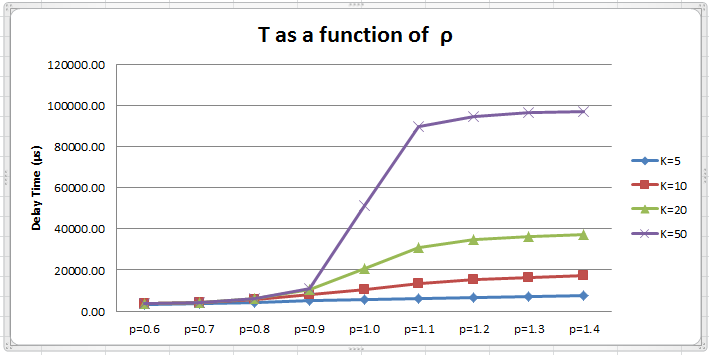 T as a function of ρ
120000.00
100000.00
80000.00
60000.00
40000.00
20000.00
0.00
Delay Time (µs)
p=0.6 p=0.7 p=0.8 p=0.9 p=1.0 p=1.1 p=1.2 p=1.3 p=1.4
K=5
K=10
K=20
K=50